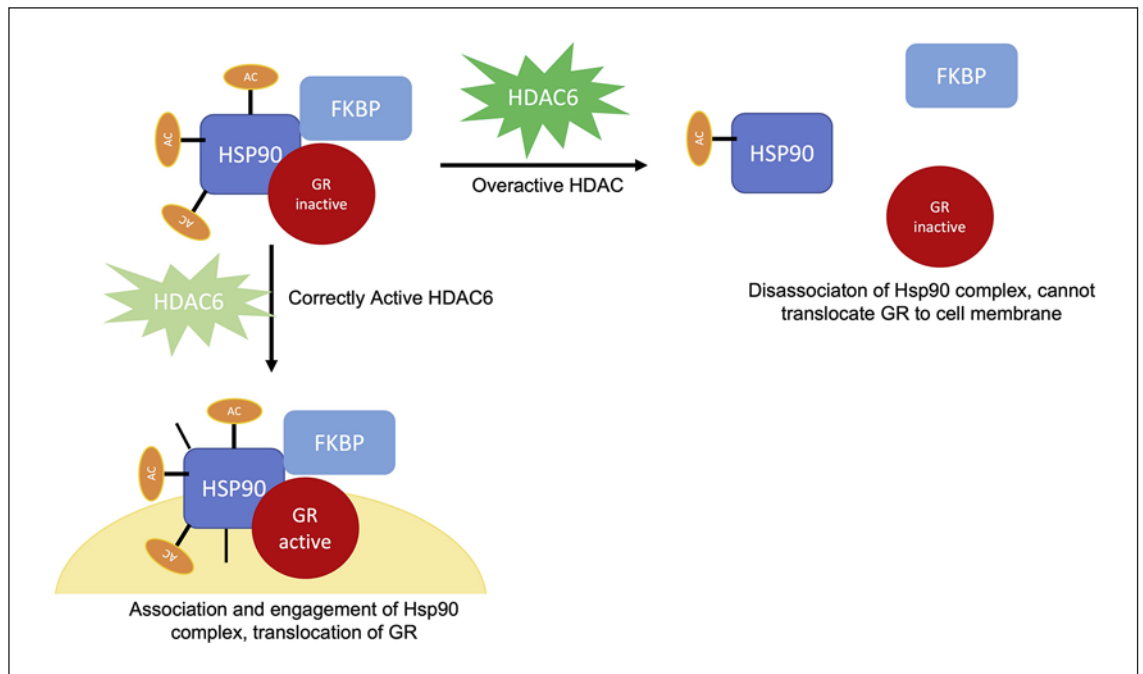 AC
AC
AC
HSP90
FKBP
GR
inactive
HDAC6
Overactive HDAC
FKBP
AC
HSP90
GR
inactive
Disassociaton of Hsp90 complex, cannot
translocate GR to cell membrane
HDAC6
Correctly Active HDAC6
AC
AC
AC
HSP90
FKBP
GR
active
Association and engagement of Hsp90
complex, translocation of GR